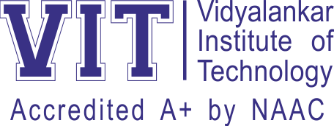 VIT
Vidyalankar
Institute of
Technology
Accredited A+ by NAAC